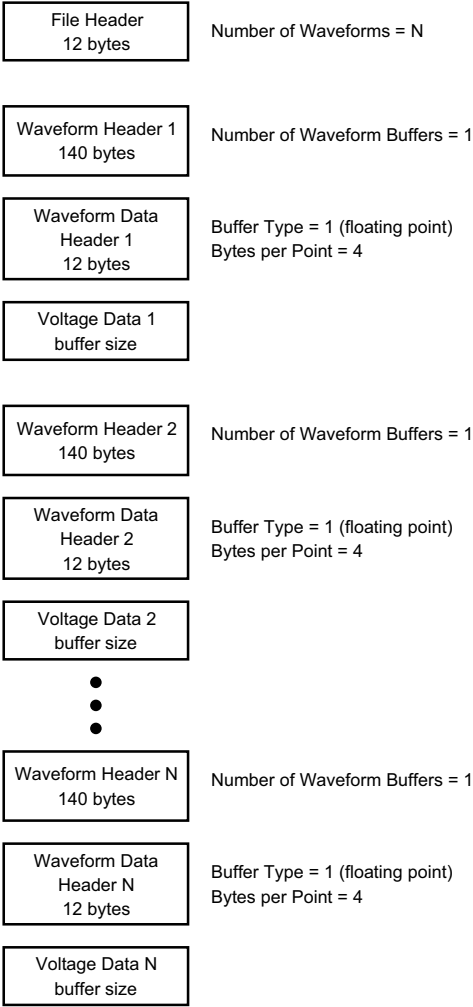 File Header
12 bytes
Number of Waveforms = N
Waveform Header 1
140 bytes
Number of Waveform Buffers = 1
Waveform Data
Header 1
12 bytes
Buffer Type = 1 (floating point)
Bytes per Point = 4
Voltage Data 1
buffer size
Waveform Header 2
140 bytes
Number of Waveform Buffers = 1
Waveform Data
Header 2
12 bytes
Buffer Type = 1 (floating point)
Bytes per Point = 4
Voltage Data 2
buffer size
Waveform Header N
140 bytes
Number of Waveform Buffers = 1
Waveform Data
Header N
12 bytes
Buffer Type = 1 (floating point)
Bytes per Point = 4
Voltage Data N
buffer size